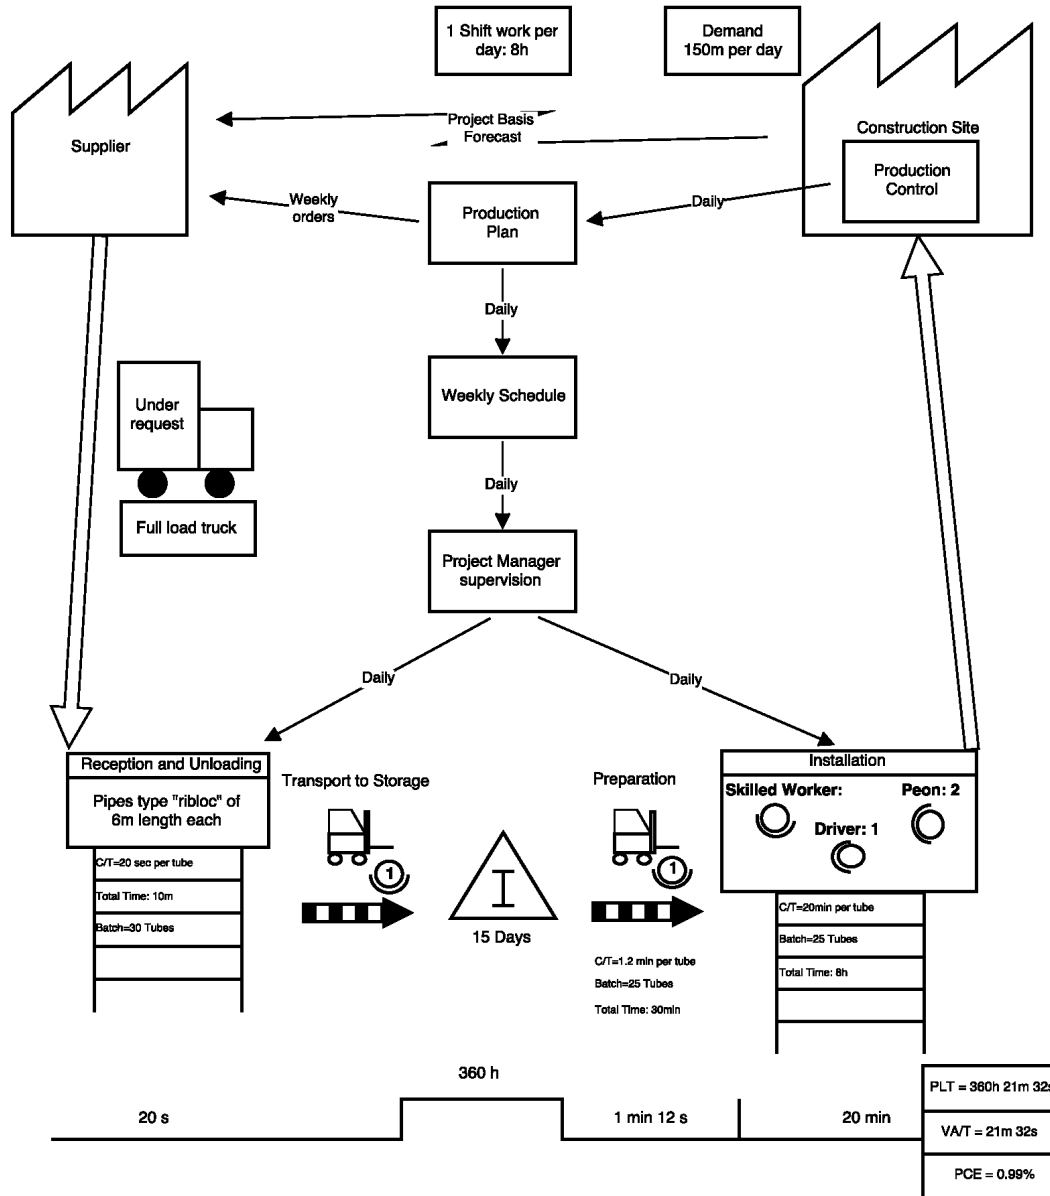 1 Shift work per
day: 8h
Demand
150m per day
Supplier
Project Basis
Forecast
Construction Site
Production
Control
Weekly
orders
Production
Plan
Daily
Daily
Weekly Schedule
Under
request
Daily
Full load truck
Project Manager
supervision
Daily
Daily
Reception and Unloading
Pipes type "ribloc" of
6m length each
C/T=20 sec per tube
Total Time: 10m
Batch=30 Tubes
Transport to Storage
1
I
15 Days
Preparation
1
C/T=1.2 min per tube
Batch=25 Tubes
Total Time: 30min
Installation
Skilled Worker:
Peon: 2
Driver: 1
C/T=20min per tube
Batch=25 Tubes
Total Time: 8h
20 s
360 h
1 min 12 s
20 min
PLT = 360h 21m 32s
VA/T = 21m 32s
PCE = 0.99%